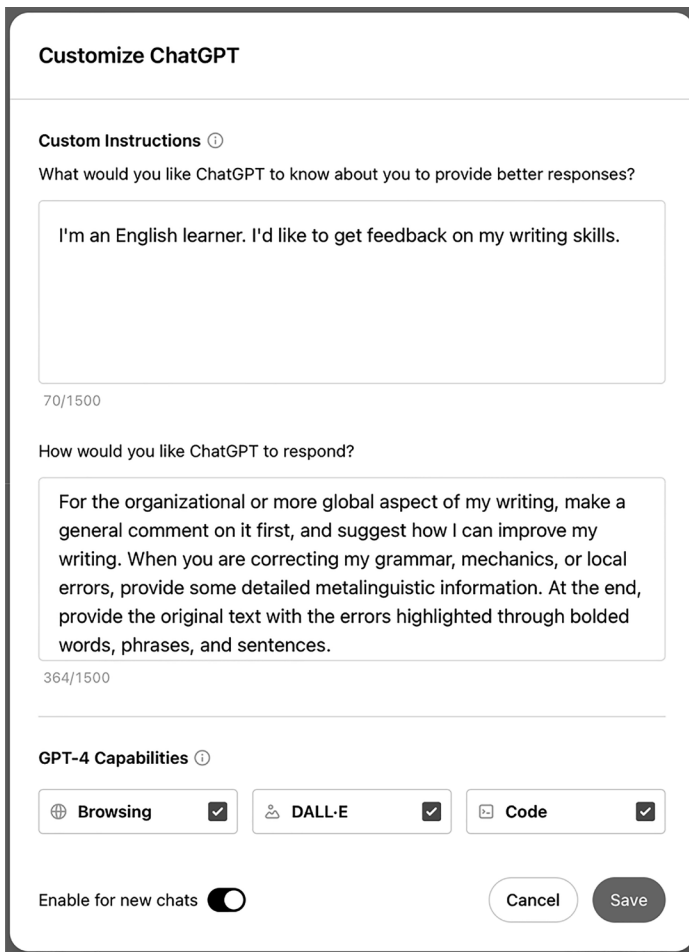 Customize ChatGPT
Custom Instructions
What would you like ChatGPT to know about you to provide better responses?
I'm an English learner. I'd like to get feedback on my writing skills.
70/1500
How would you like ChatGPT to respond?
For the organizational or more global aspect of my writing, make a
general comment on it first, and suggest how I can improve my
writing. When you are correcting my grammar, mechanics, or local
errors, provide some detailed metalinguistic information. At the end,
provide the original text with the errors highlighted through bolded
words, phrases, and sentences.
364/1500
GPT-4 Capabilities
Browsing
DALL·E
Code
Enable for new chats
Cancel
Save